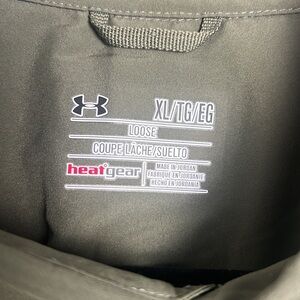 XL/TG/EG
LOOSE
COUPE LÂCHE/SUELTO
heatgear
MADE IN JORDAN
FABRIQUÉ EN JORDANIE
HECHO EN JORDANIA